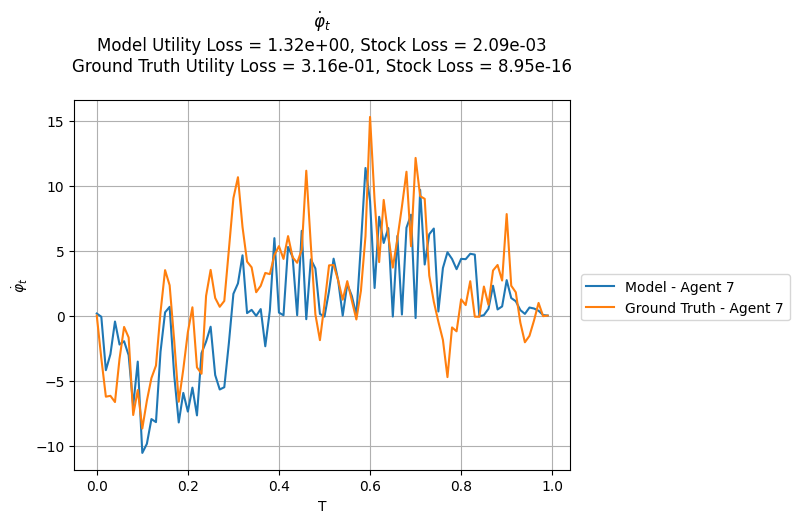 φ̇ₜ
Model Utility Loss = 1.32e+00, Stock Loss = 2.09e-03
Ground Truth Utility Loss = 3.16e-01, Stock Loss = 8.95e-16
15
10
5
0
−5
−10
φ̇ₜ
0.0 0.2 0.4 0.6 0.8 1.0
T
Model - Agent 7
Ground Truth - Agent 7